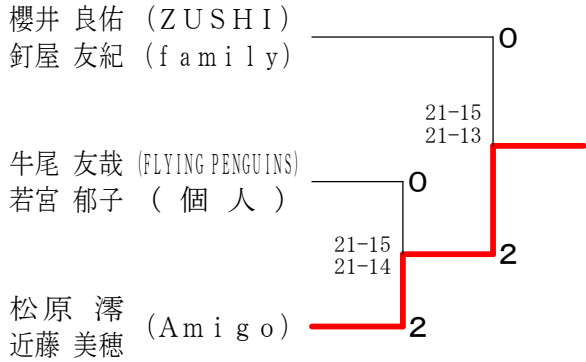 櫻井 良佑 (ZUSHI)
釘屋 友紀 (family)
0
21-15
21-13
牛尾 友哉 (FLYING PENGUINS)
若宮 郁子 (個人)
0
21-15
21-14
2
松原 澪
近藤 美穂 (Amigo)
2